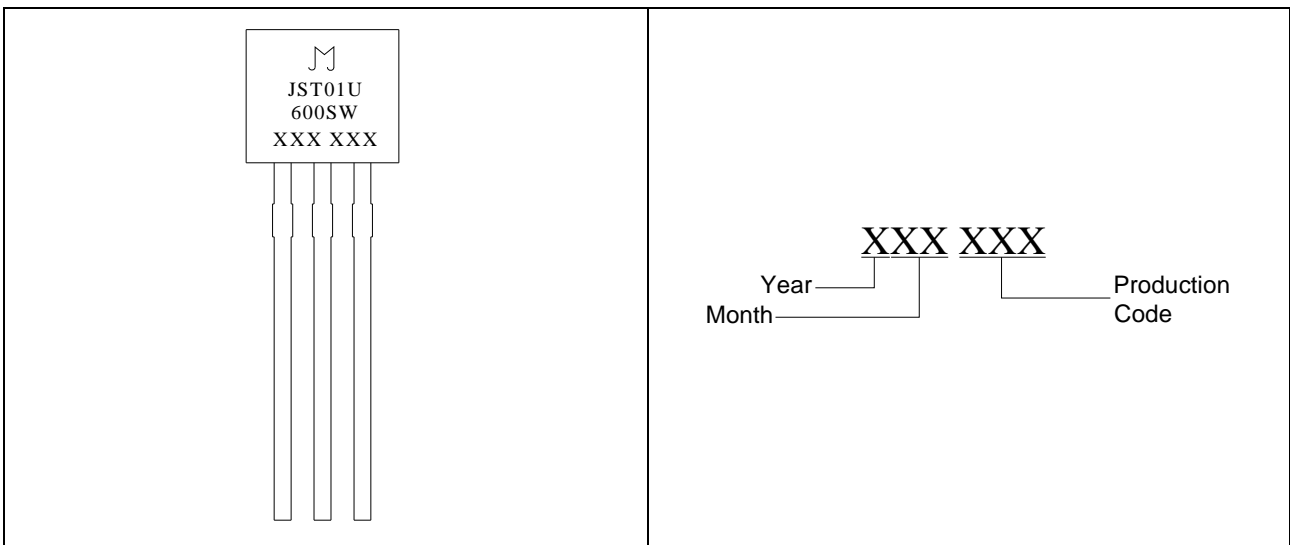 JST01U
600SW
XXX XXX
XXX XXX
Year
Month
Production
Code